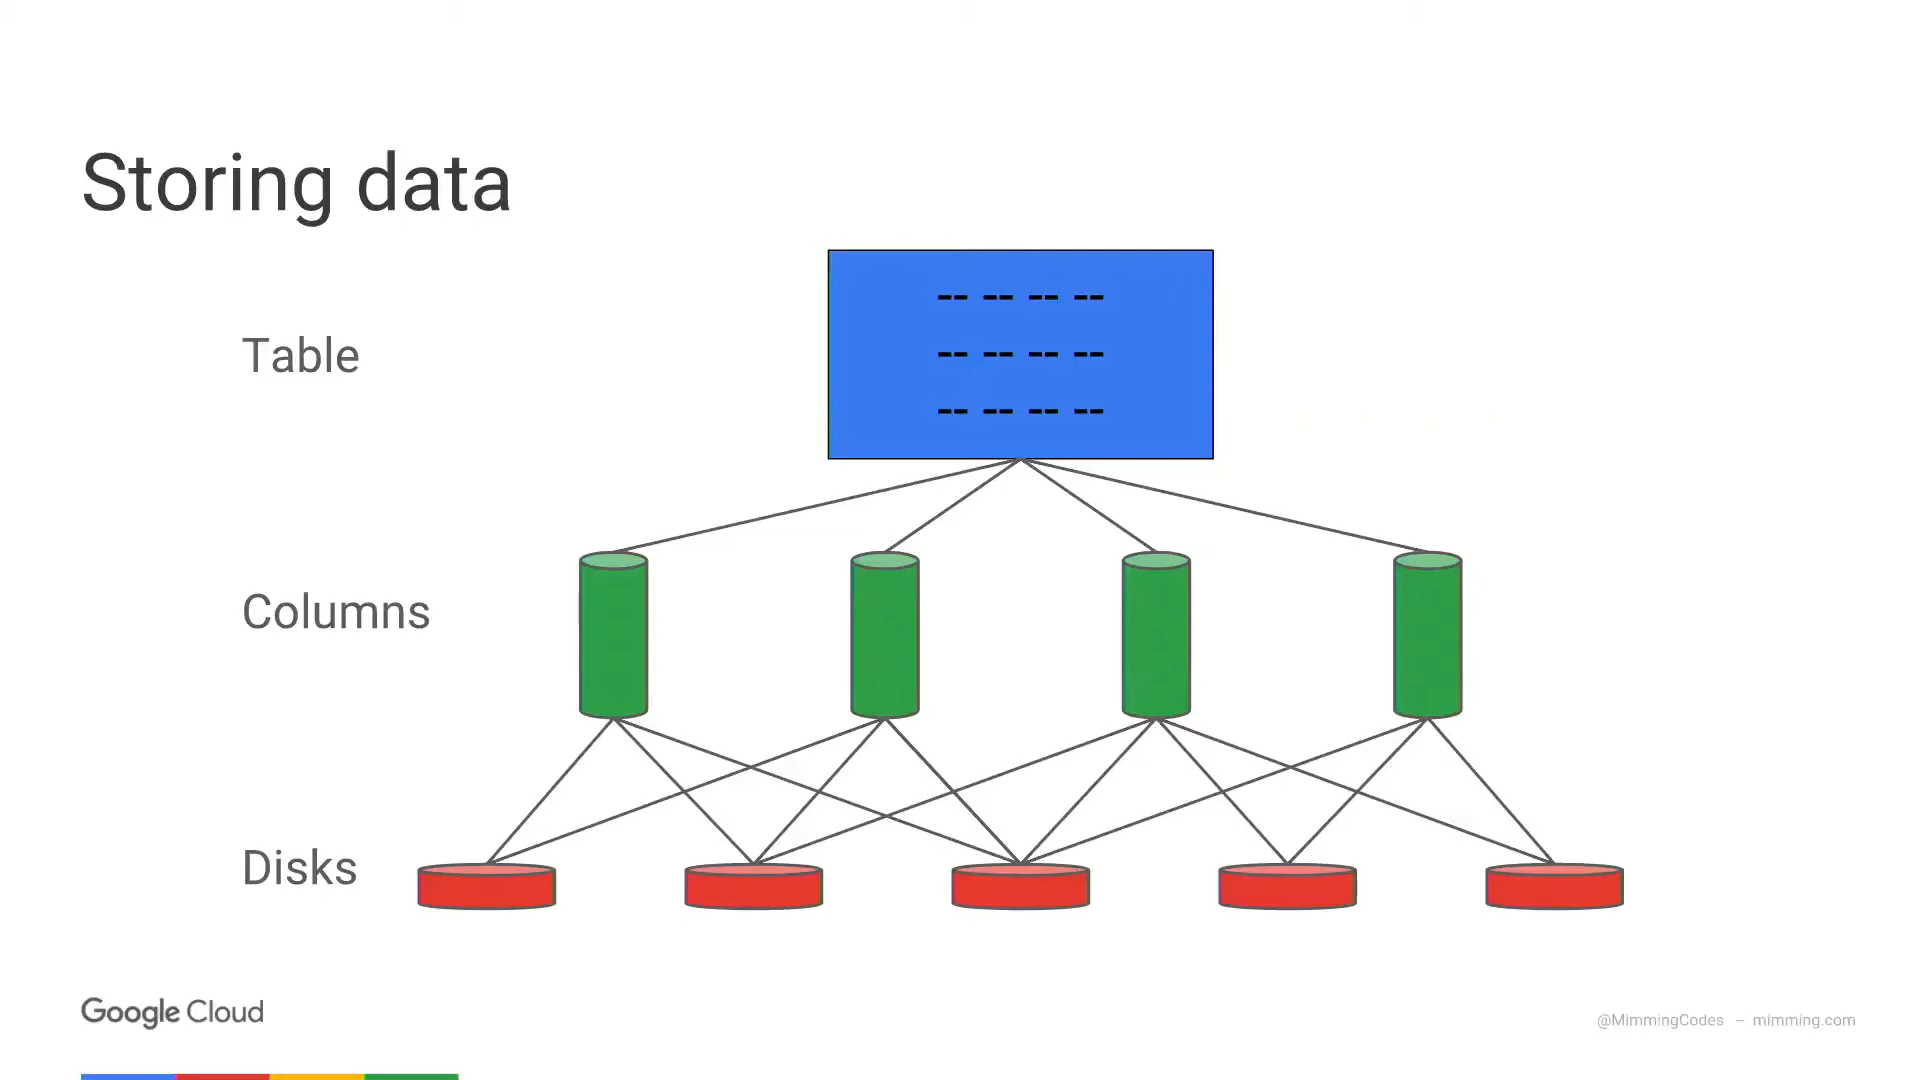 Storing data
-- -- -- --
Table
-- -- -- --
-- -- -- --
Columns
Disks
Google Cloud
@MimmingCodes – mimming.com